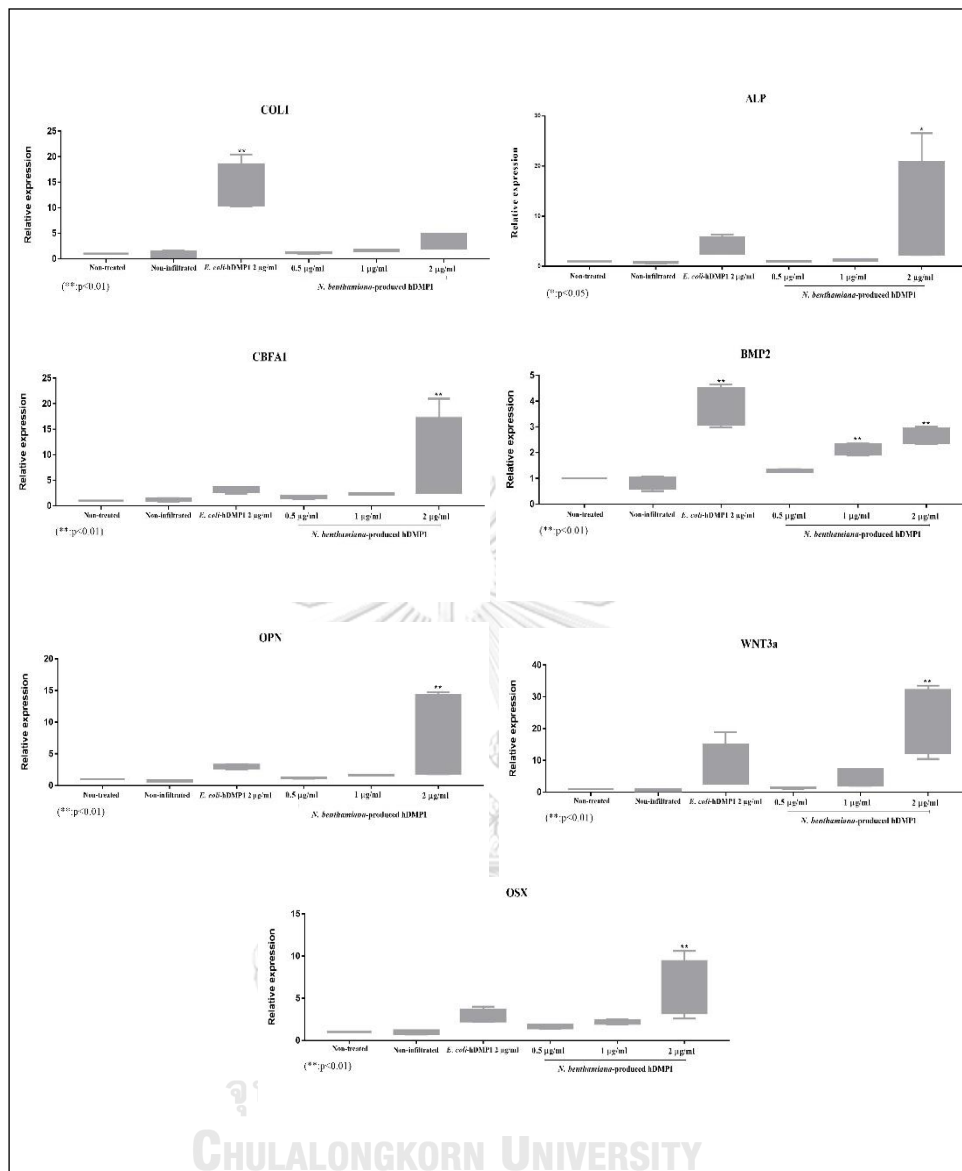 COL1
Relative expression
25
20
15
10
5
0
**
Non-treated Non-infiltrated E. coli-hDMP1 2 µg/ml 0.5 µg/ml 1 µg/ml 2 µg/ml
N. benthamiana-produced hDMP1
(**:p<0.01)
ALP
Relative expression
30
20
10
0
*
Non-treated Non-infiltrated E. coli-hDMP1 2 µg/ml 0.5 µg/ml 1 µg/ml 2 µg/ml
N. benthamiana-produced hDMP1
(*:p<0.05)
CBFA1
Relative expression
25
20
15
10
5
0
**
Non-treated Non-infiltrated E. coli-hDMP1 2 µg/ml 0.5 µg/ml 1 µg/ml 2 µg/ml
N. benthamiana-produced hDMP1
(**:p<0.01)
BMP2
Relative expression
5
4
3
2
1
0
** ** **
Non-treated Non-infiltrated E. coli-hDMP1 2 µg/ml 0.5 µg/ml 1 µg/ml 2 µg/ml
N. benthamiana-produced hDMP1
(**:p<0.01)
OPN
Relative expression
20
15
10
5
0
**
Non-treated Non-infiltrated E. coli-hDMP1 2 µg/ml 0.5 µg/ml 1 µg/ml 2 µg/ml
N. benthamiana-produced hDMP1
(**:p<0.01)
WNT3a
Relative expression
40
30
20
10
0
**
Non-treated Non-infiltrated E. coli-hDMP1 2 µg/ml 0.5 µg/ml 1 µg/ml 2 µg/ml
N. benthamiana-produced hDMP1
(**:p<0.01)
OSX
Relative expression
15
10
5
0
**
Non-treated Non-infiltrated E. coli-hDMP1 2 µg/ml 0.5 µg/ml 1 µg/ml 2 µg/ml
N. benthamiana-produced hDMP1
(**:p<0.01)
CHULALONGKORN UNIVERSITY